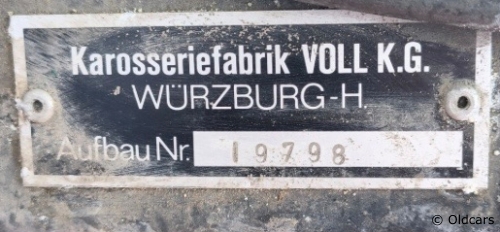 Karosseriefabrik VOLL K.G.
WÜRZBURG-H.
Aufbau Nr. 19798
© Oldcars